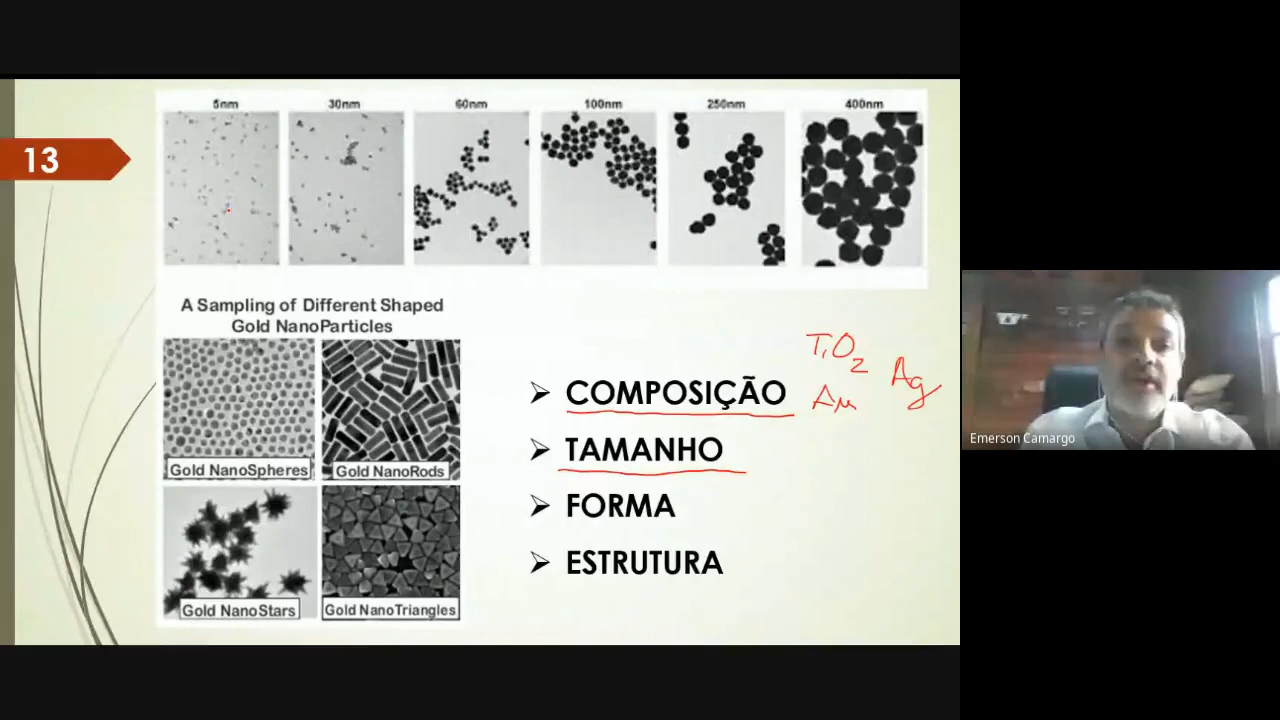 5nm 30nm 60nm 100nm 250nm 400nm
13
A Sampling of Different Shaped
Gold NanoParticles
Gold NanoSpheres
Gold NanoRods
Gold NanoStars
Gold NanoTriangles
TiO2
Ag
Au
➢ COMPOSIÇÃO
➢ TAMANHO
➢ FORMA
➢ ESTRUTURA
Emerson Camargo